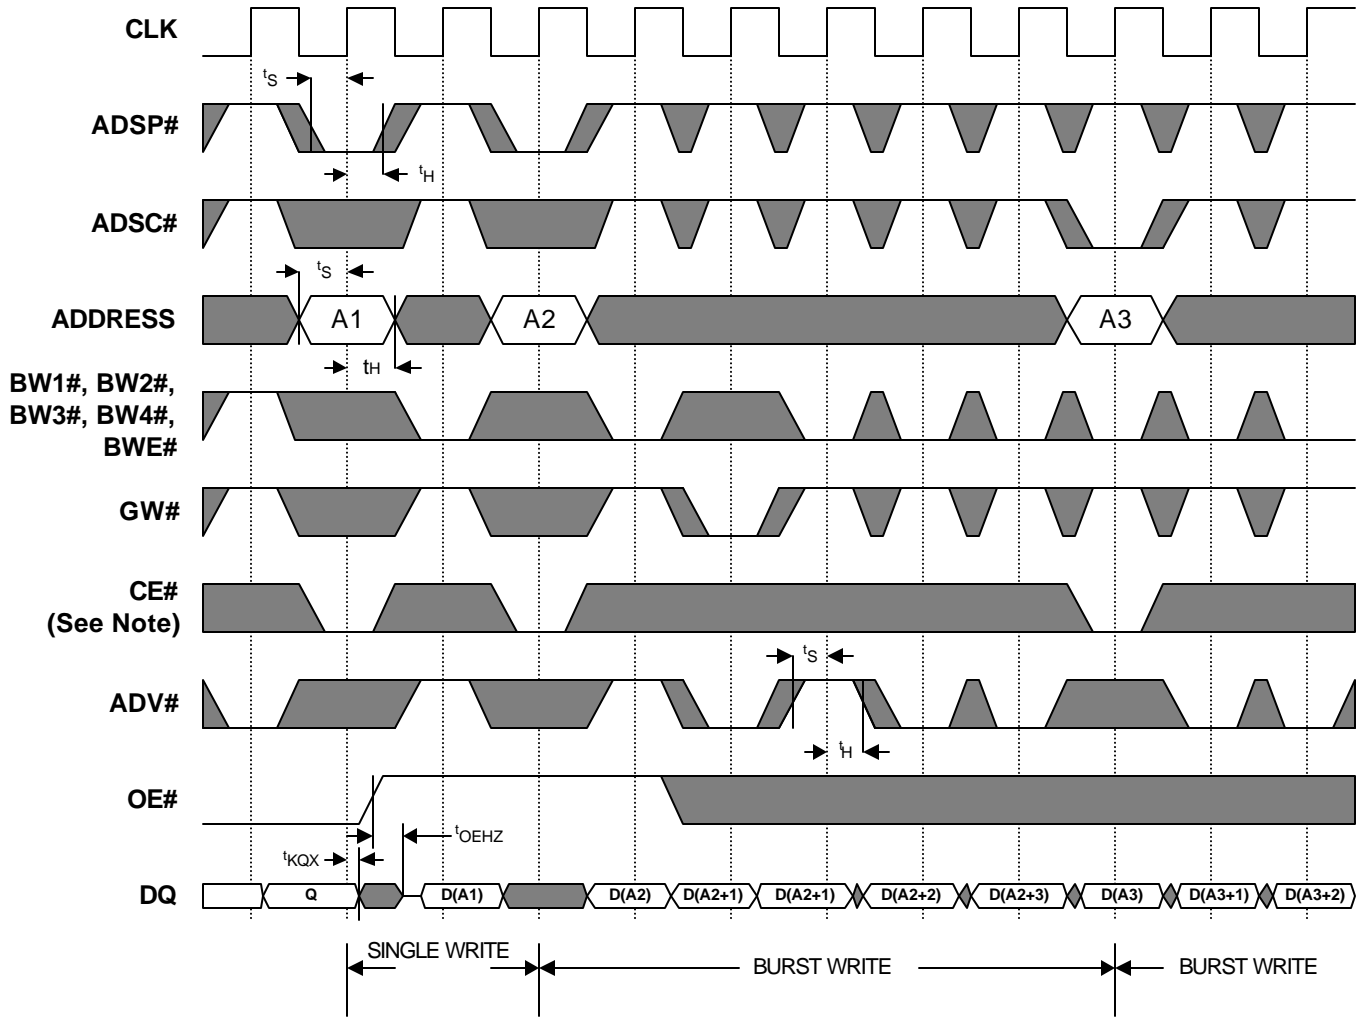 CLK
tS
ADSP#
tH
ADSC#
tS
ADDRESS
A1
A2
A3
tH
BW1#, BW2#,
BW3#, BW4#,
BWE#
GW#
CE#
(See Note)
tS
ADV#
tH
OE#
tOEHZ
tKQX
DQ
Q
D(A1)
D(A2)
D(A2+1)
D(A2+1)
D(A2+2)
D(A2+3)
D(A3)
D(A3+1)
D(A3+2)
SINGLE WRITE
BURST WRITE
BURST WRITE